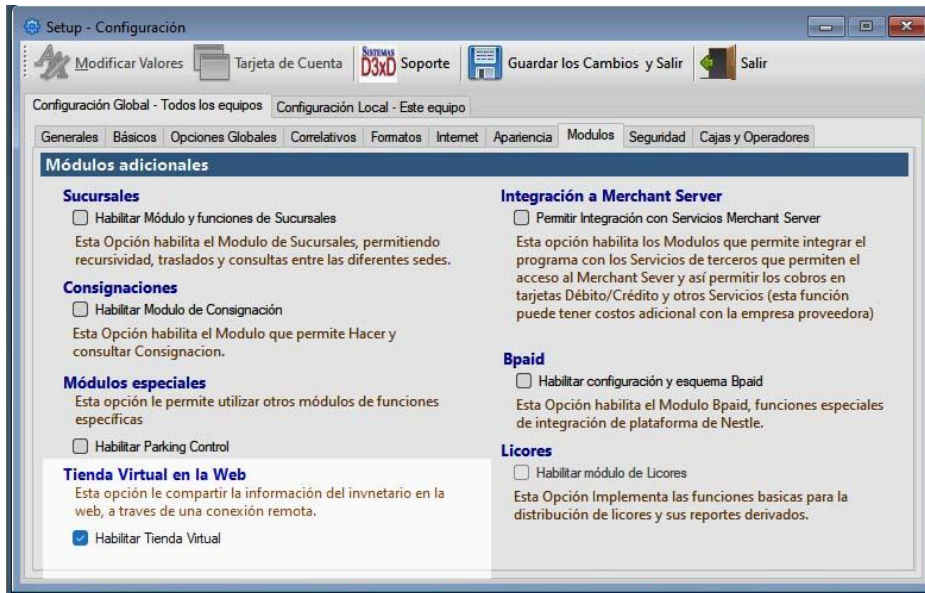 Setup - Configuración
Modificar Valores
Tarjeta de Cuenta
SISTEMAS
D3xD
Soporte
Guardar los Cambios y Salir
Salir
Configuración Global - Todos los equipos
Configuración Local - Este equipo
Generales
Básicos
Opciones Globales
Correlativos
Formatos
Internet
Apariencia
Modulos
Seguridad
Cajas y Operadores
Módulos adicionales
Sucursales
Habilitar Módulo y funciones de Sucursales
Esta Opción habilita el Modulo de Sucursales, permitiendo
recursividad, traslados y consultas entre las diferentes sedes.
Consignaciones
Habilitar Modulo de Consignación
Esta Opción habilita el Modulo que permite Hacer y
consultar Consignacion.
Módulos especiales
Esta opción le permite utilizar otros módulos de funciones
específicas
Habilitar Parking Control
Tienda Virtual en la Web
Esta opción le compartir la información del invnetario en la
web, a traves de una conexión remota.
Habilitar Tienda Virtual
Integración a Merchant Server
Permitir Integración con Servicios Merchant Server
Esta opción habilita los Modulos que permite integrar el
programa con los Servicios de terceros que permiten el
acceso al Merchant Sever y así permitir los cobros en
tarjetas Débito/Crédito y otros Servicios (esta función
puede tener costos adicional con la empresa proveedora)
Bpaid
Habilitar configuración y esquema Bpaid
Esta Opción habilita el Modulo Bpaid, funciones especiales
de integración de plataforma de Nestle.
Licores
Habilitar módulo de Licores
Esta Opción Implementa las funciones basicas para la
distribución de licores y sus reportes derivados.